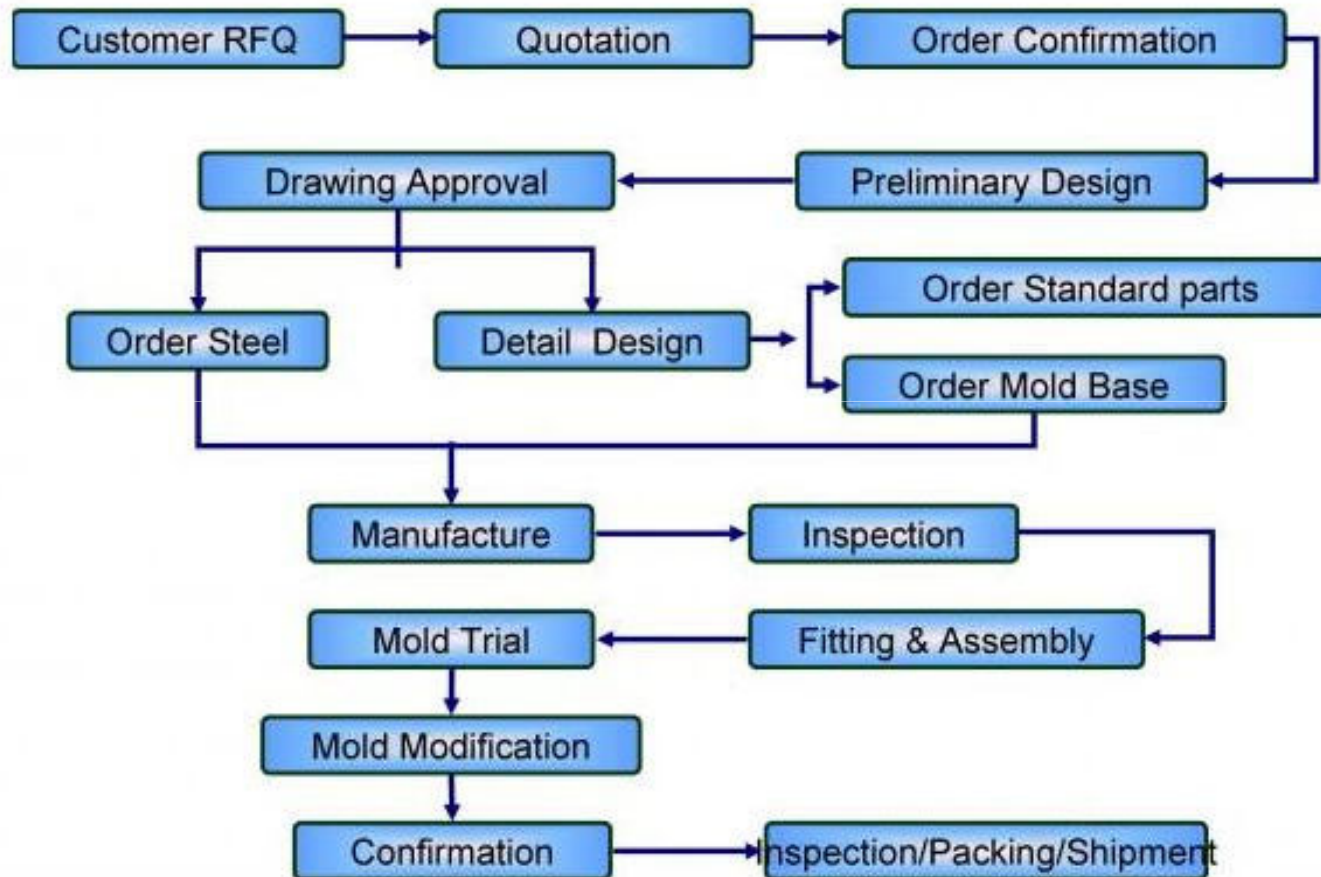 Customer RFQ
Quotation
Order Confirmation
Drawing Approval
Preliminary Design
Order Standard parts
Order Steel
Detail Design
Order Mold Base
Manufacture
Inspection
Mold Trial
Fitting & Assembly
Mold Modification
Confirmation
Inspection/Packing/Shipment